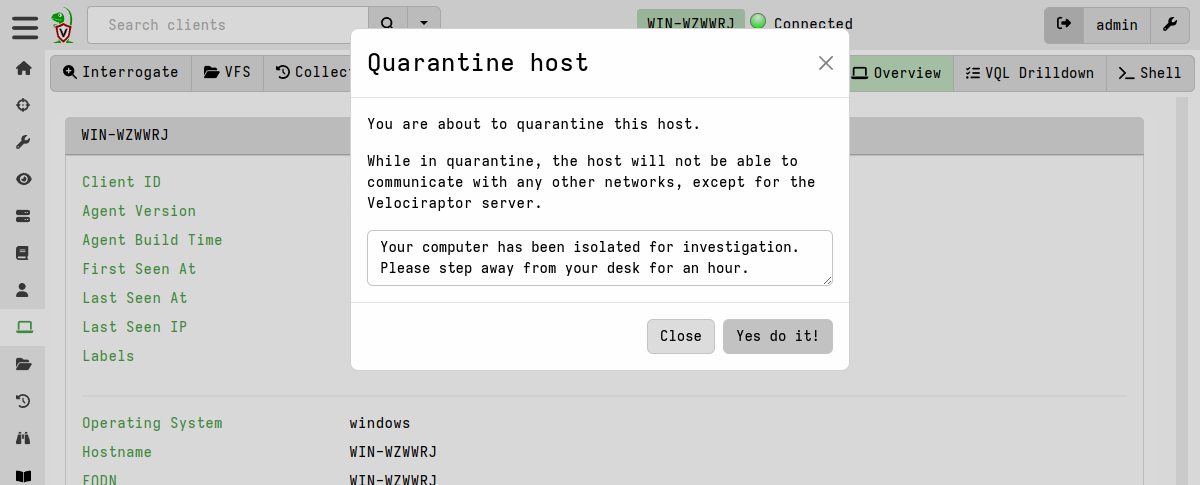 Search clients
WIN-WZWWRJ
Connected
admin
Interrogate
VFS
Collec
Overview
VQL Drilldown
Shell
Quarantine host
You are about to quarantine this host.
While in quarantine, the host will not be able to
communicate with any other networks, except for the
Velociraptor server.
Your computer has been isolated for investigation.
Please step away from your desk for an hour.
Close
Yes do it!
WIN-WZWWRJ
Client ID
Agent Version
Agent Build Time
First Seen At
Last Seen At
Last Seen IP
Labels
Operating System windows
Hostname WIN-WZWWRJ
FQDN WIN-WZWWRJ